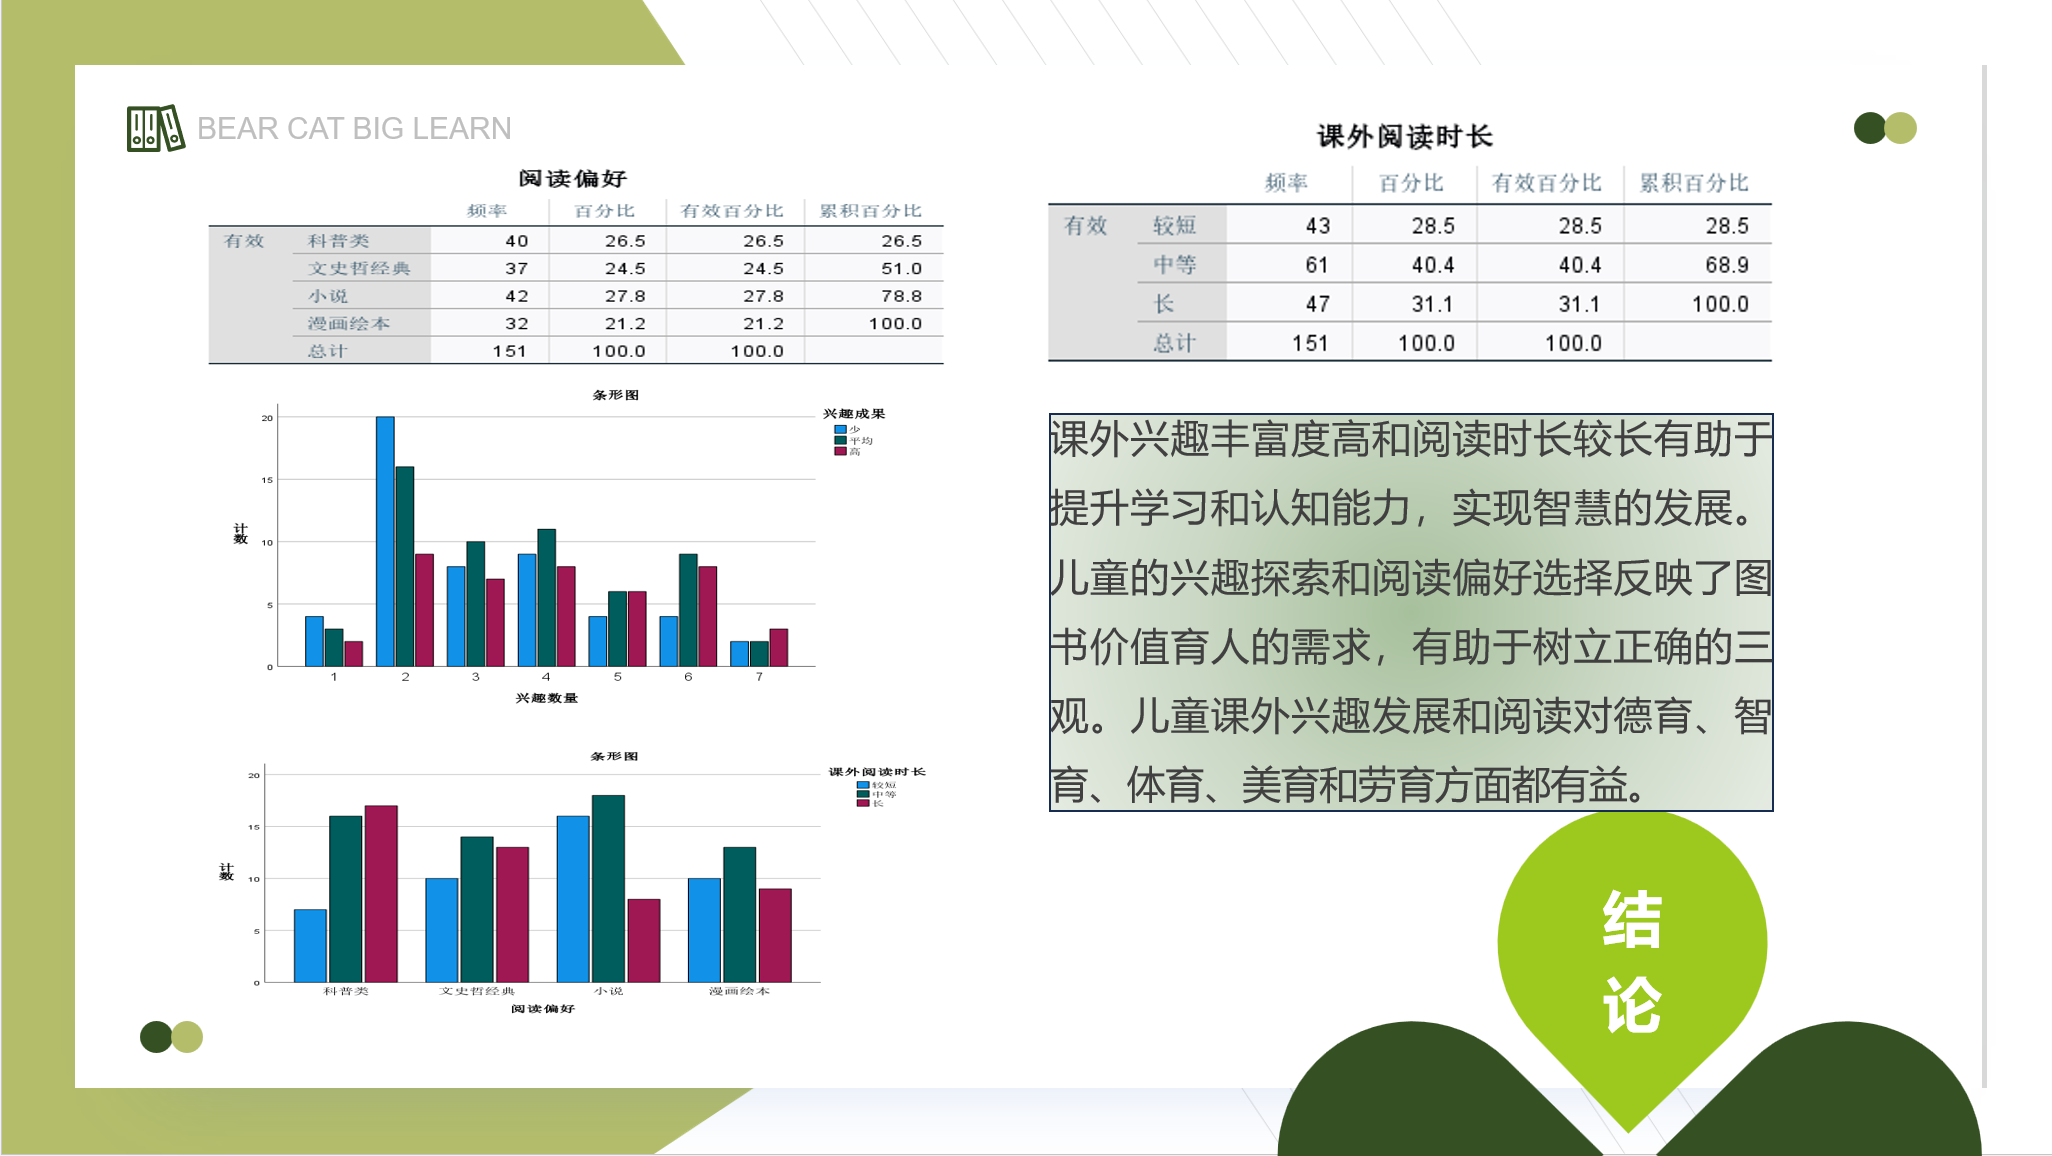 BEAR CAT BIG LEARN
阅读偏好
频率 百分比 有效百分比 累积百分比
有效 科普类 40 26.5 26.5 26.5
文史哲经典 37 24.5 24.5 51.0
小说 42 27.8 27.8 78.8
漫画绘本 32 21.2 21.2 100.0
总计 151 100.0 100.0
条形图
兴趣成果
少
平均
高
计数
20
15
10
5
0
1 2 3 4 5 6 7
兴趣数量
条形图
课外阅读时长
较短
中等
长
计数
20
15
10
5
0
科普类 文史哲经典 小说 漫画绘本
阅读偏好
课外阅读时长
频率 百分比 有效百分比 累积百分比
有效 较短 43 28.5 28.5 28.5
中等 61 40.4 40.4 68.9
长 47 31.1 31.1 100.0
总计 151 100.0 100.0
课外兴趣丰富度高和阅读时长较长有助于
提升学习和认知能力，实现智慧的发展。
儿童的兴趣探索和阅读偏好选择反映了图
书价值育人的需求，有助于树立正确的三
观。儿童课外兴趣发展和阅读对德育、智
育、体育、美育和劳育方面都有益。
结
论